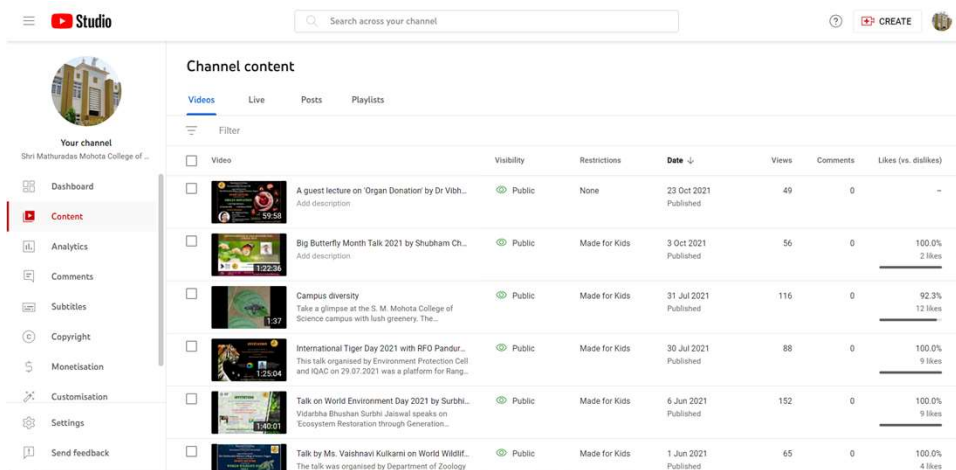 Studio
Search across your channel
CREATE
Your channel
Shri Mathuradas Mohota College of ...
Dashboard
Content
Analytics
Comments
Subtitles
Copyright
Monetisation
Customisation
Settings
Send feedback
Channel content
Videos Live Posts Playlists
Filter
Video Visibility Restrictions Date ↓ Views Comments Likes (vs. dislikes)
A guest lecture on 'Organ Donation' by Dr Vibh... Public None 23 Oct 2021 49 0 –
59:58 Add description Published
Big Butterfly Month Talk 2021 by Shubham Ch... Public Made for Kids 3 Oct 2021 56 0 100.0%
1:22:36 Add description Published 2 likes
Campus diversity Public Made for Kids 31 Jul 2021 116 0 92.3%
Take a glimpse at the S. M. Mohota College of Published 12 likes
1:37 Science campus with lush greenery. The...
International Tiger Day 2021 with RFO Pandur... Public Made for Kids 30 Jul 2021 88 0 100.0%
This talk organised by Environment Protection Cell Published 9 likes
1:25:04 and IQAC on 29.07.2021 was a platform for Rang...
Talk on World Environment Day 2021 by Surbhi... Public Made for Kids 6 Jun 2021 152 0 100.0%
Vidarbha Bhushan Surbhi Jaiswal speaks on Published 9 likes
1:40:01 'Ecosystem Restoration through Generation...
Talk by Ms. Vaishnavi Kulkarni on World Wildlif... Public Made for Kids 1 Jun 2021 65 0 100.0%
The talk was organised by Department of Zoology Published 4 likes